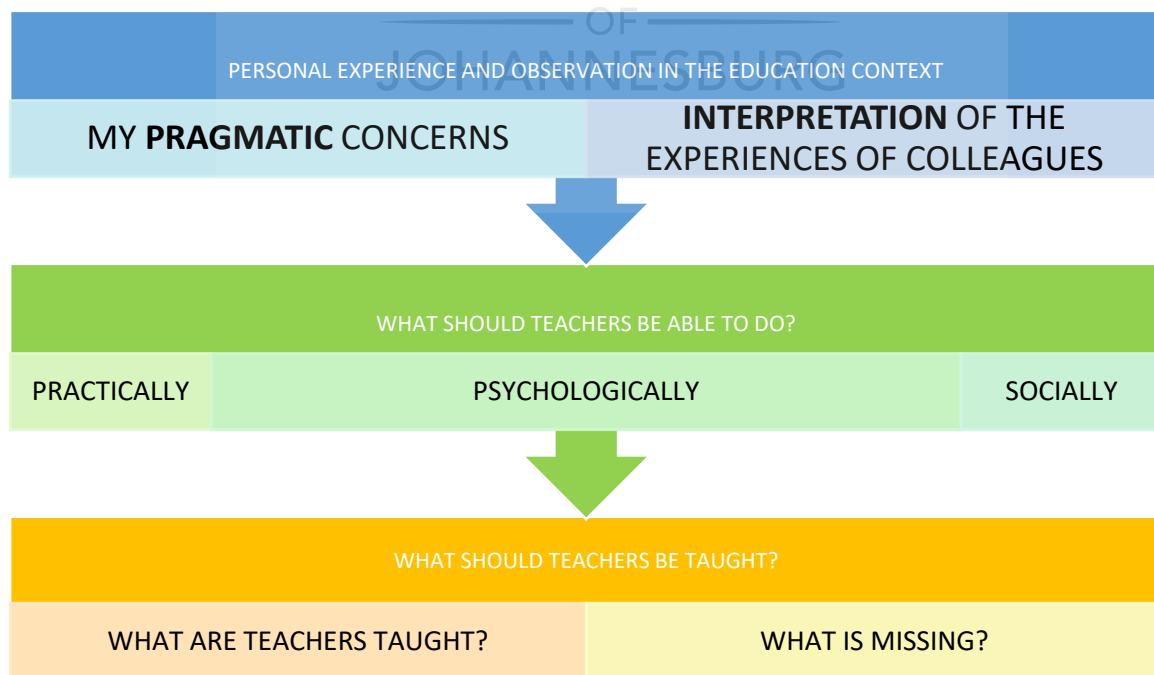 OF
JOHANNESBURG
PERSONAL EXPERIENCE AND OBSERVATION IN THE EDUCATION CONTEXT
MY PRAGMATIC CONCERNS
INTERPRETATION OF THE
EXPERIENCES OF COLLEAGUES
WHAT SHOULD TEACHERS BE ABLE TO DO?
PRACTICALLY
PSYCHOLOGICALLY
SOCIALLY
WHAT SHOULD TEACHERS BE TAUGHT?
WHAT ARE TEACHERS TAUGHT?
WHAT IS MISSING?